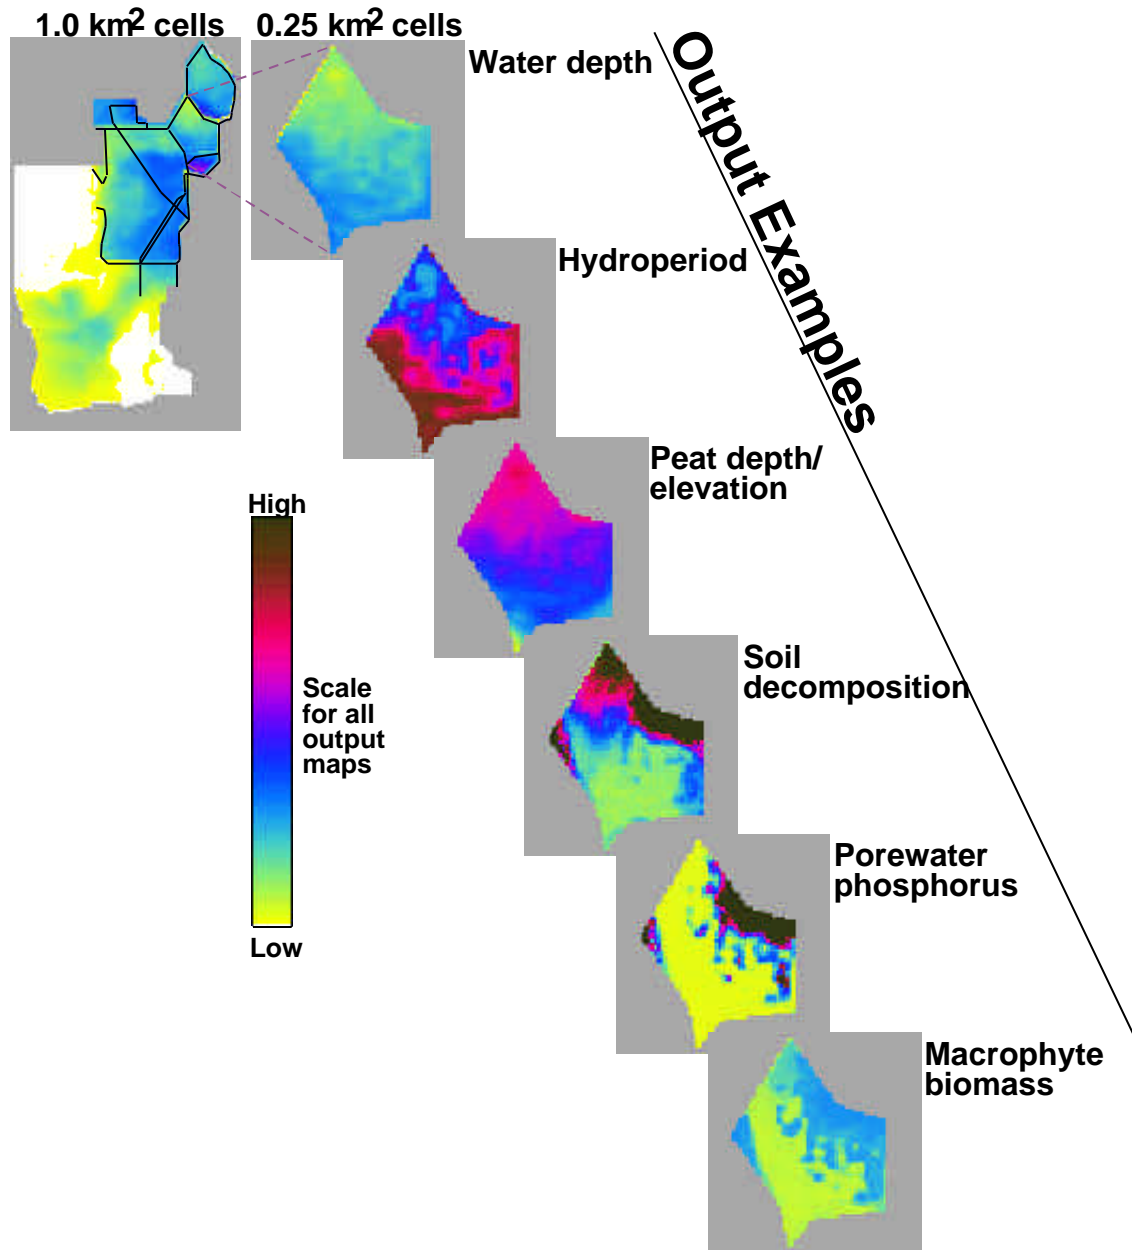 1.0 km2 cells
0.25 km2 cells
Water depth
Output Examples
Hydroperiod
Peat depth/
elevation
High
Soil
decomposition
Scale
for all
output
maps
Porewater
phosphorus
Low
Macrophyte
biomass